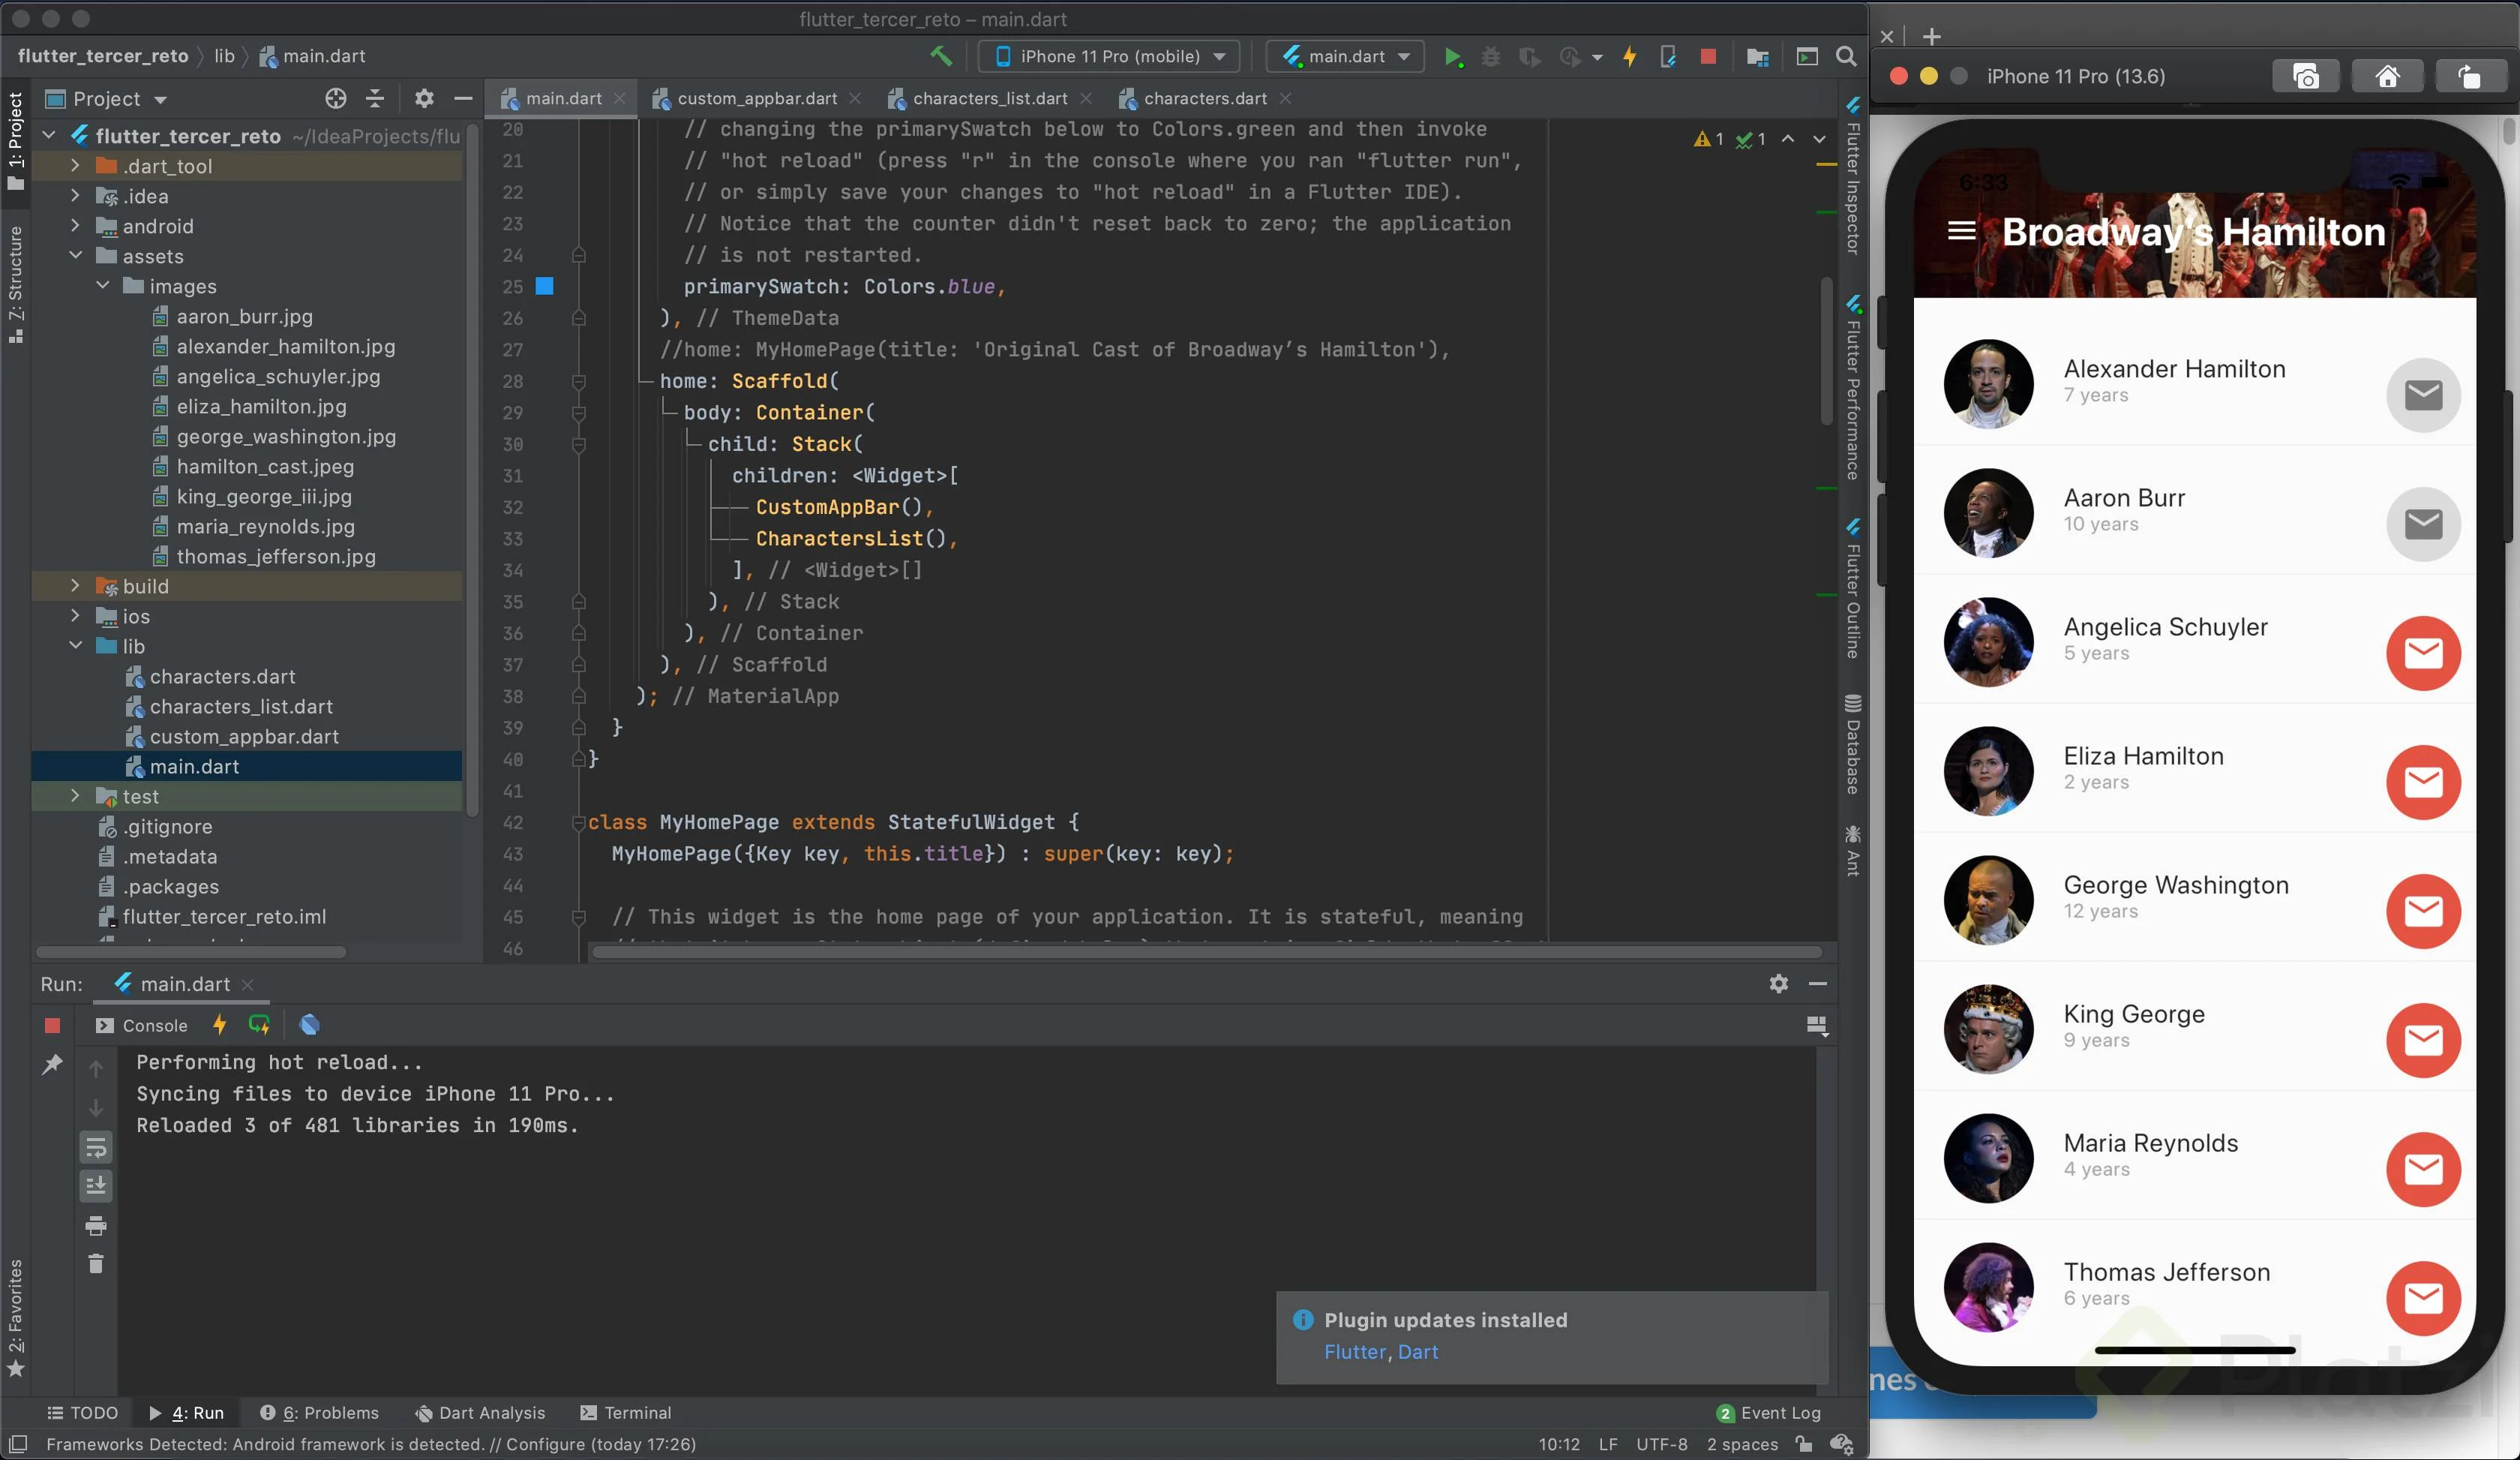 flutter_tercer_reto – main.dart
flutter_tercer_reto
lib
main.dart
iPhone 11 Pro (mobile)
main.dart
1: Project
Z: Structure
2: Favorites
Project
flutter_tercer_reto ~/IdeaProjects/flu
.dart_tool
.idea
android
assets
images
aaron_burr.jpg
alexander_hamilton.jpg
angelica_schuyler.jpg
eliza_hamilton.jpg
george_washington.jpg
hamilton_cast.jpeg
king_george_iii.jpg
maria_reynolds.jpg
thomas_jefferson.jpg
build
ios
lib
characters.dart
characters_list.dart
custom_appbar.dart
main.dart
test
.gitignore
.metadata
.packages
flutter_tercer_reto.iml
main.dart
custom_appbar.dart
characters_list.dart
characters.dart
1 1
20 // changing the primarySwatch below to Colors.green and then invoke
21 // "hot reload" (press "r" in the console where you ran "flutter run",
22 // or simply save your changes to "hot reload" in a Flutter IDE).
23 // Notice that the counter didn't reset back to zero; the application
24 // is not restarted.
25 primarySwatch: Colors.blue,
26 ), // ThemeData
27 //home: MyHomePage(title: 'Original Cast of Broadway’s Hamilton'),
28 home: Scaffold(
29 body: Container(
30 child: Stack(
31 children: <Widget>[
32 CustomAppBar(),
33 CharactersList(),
34 ], // <Widget>[]
35 ), // Stack
36 ), // Container
37 ), // Scaffold
38 ); // MaterialApp
39 }
40 }
41
42 class MyHomePage extends StatefulWidget {
43 MyHomePage({Key key, this.title}) : super(key: key);
44
45 // This widget is the home page of your application. It is stateful, meaning
46
Flutter Inspector
Flutter Performance
Flutter Outline
Database
Ant
Run:
main.dart
Console
Performing hot reload...
Syncing files to device iPhone 11 Pro...
Reloaded 3 of 481 libraries in 190ms.
Plugin updates installed
Flutter, Dart
TODO
4: Run
6: Problems
Dart Analysis
Terminal
2 Event Log
Frameworks Detected: Android framework is detected. // Configure (today 17:26)
10:12
LF
UTF-8
2 spaces
iPhone 11 Pro (13.6)
6:33
Broadway's Hamilton
Alexander Hamilton
7 years
Aaron Burr
10 years
Angelica Schuyler
5 years
Eliza Hamilton
2 years
George Washington
12 years
King George
9 years
Maria Reynolds
4 years
Thomas Jefferson
6 years
nes
Platzi